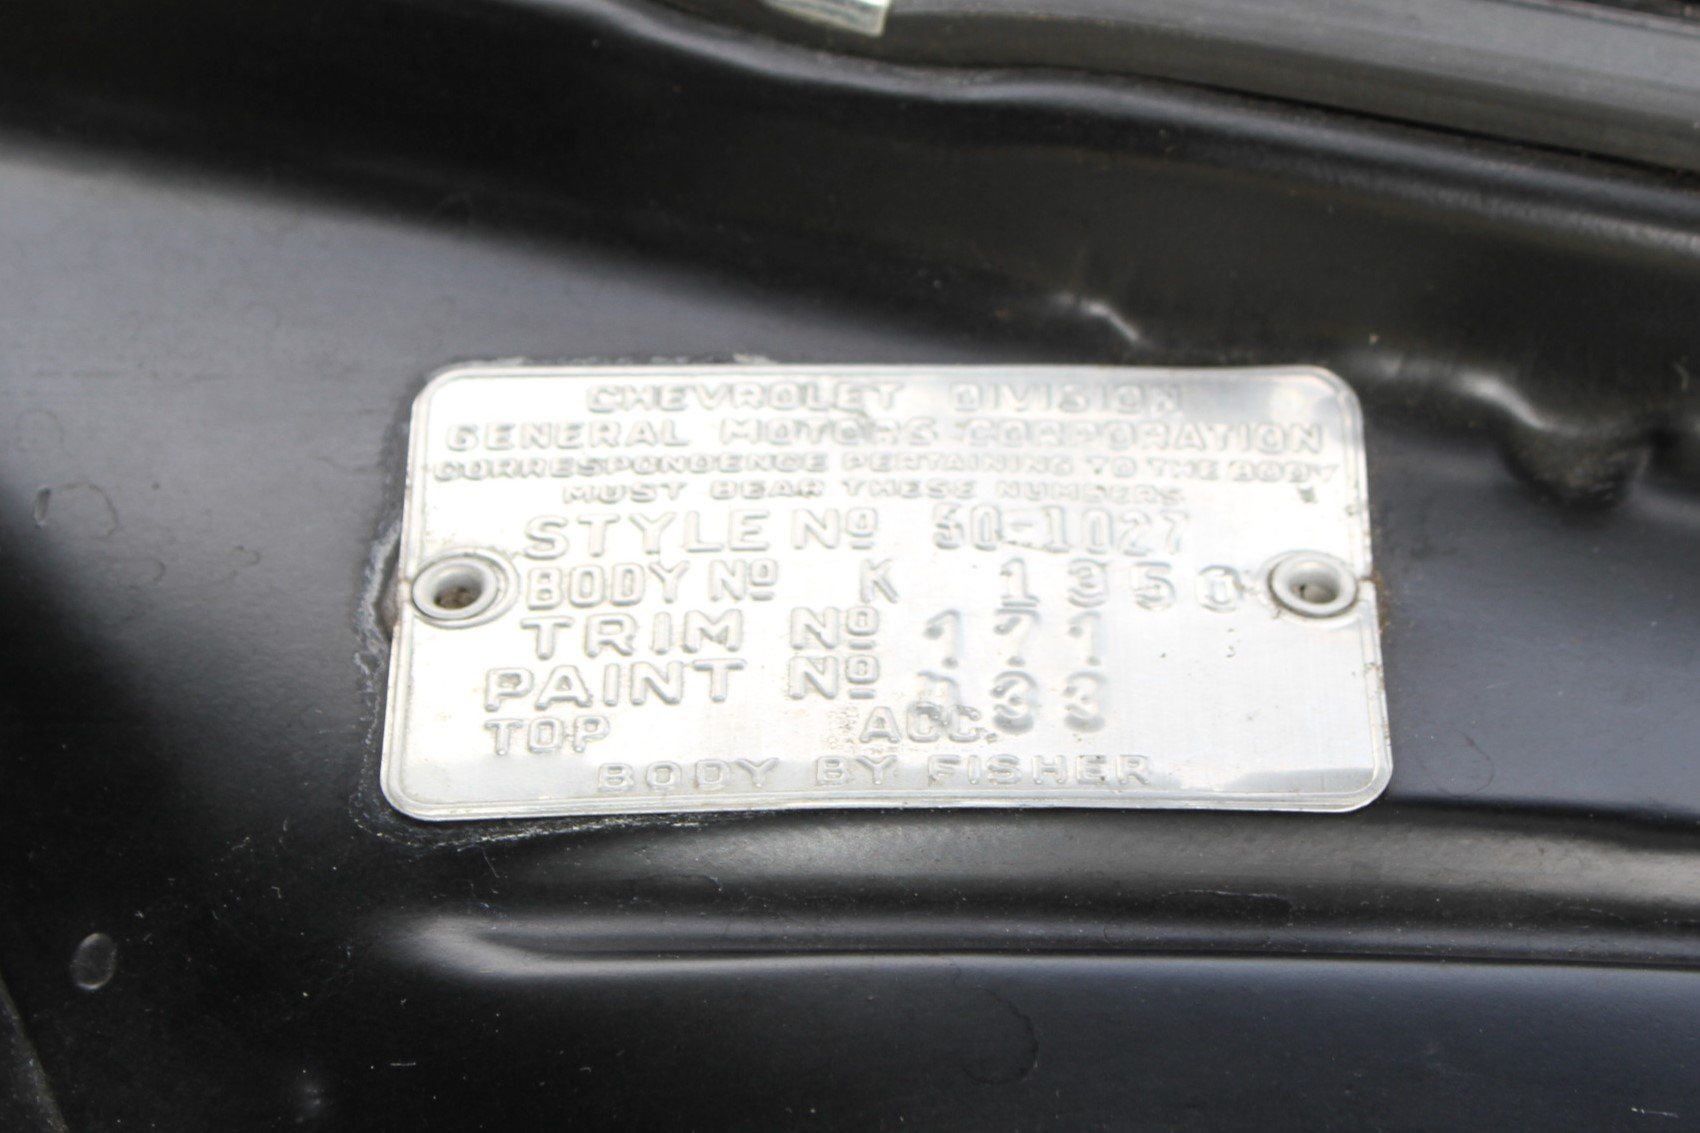 CHEVROLET DIVISION
GENERAL MOTORS CORPORATION
CORRESPONDENCE PERTAINING TO THE BODY
MUST BEAR THESE NUMBERS
STYLE Nº 50-1027
BODY Nº K 1350
TRIM Nº
PAINT Nº
TOP ACC.
BODY BY FISHER